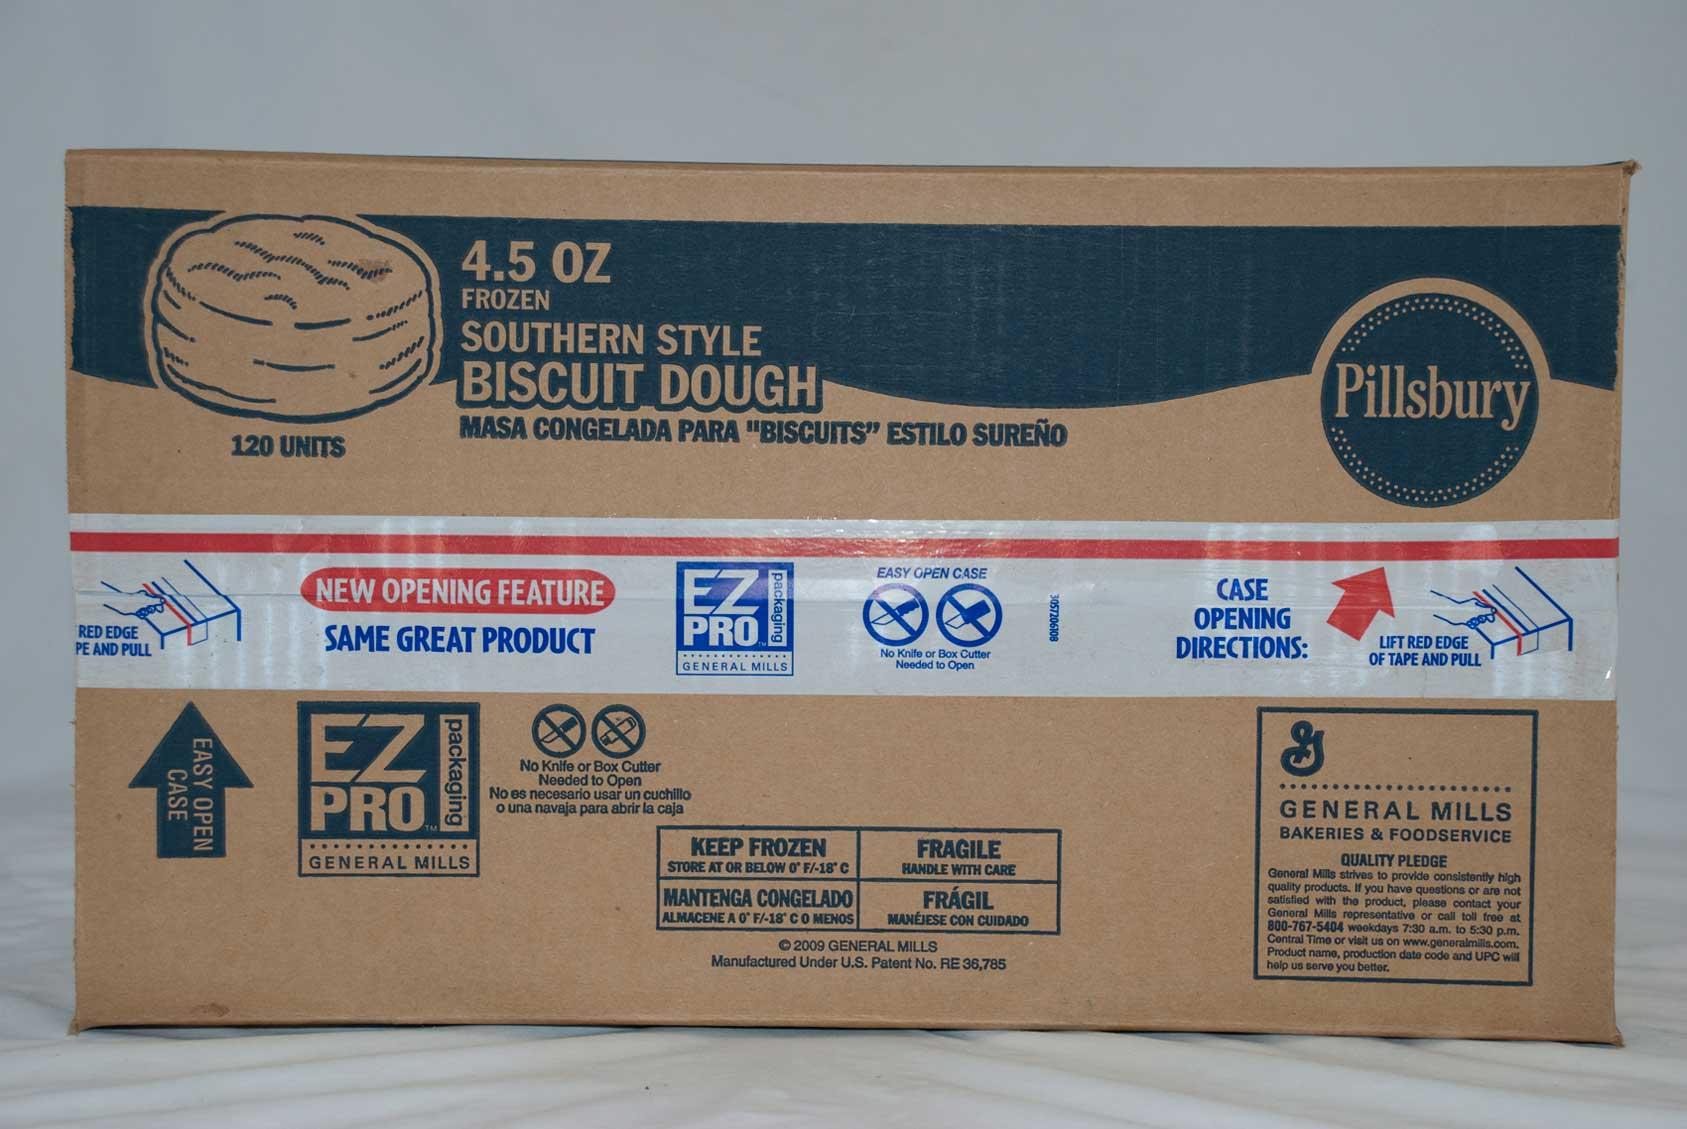 4.5 OZ
FROZEN
SOUTHERN STYLE
BISCUIT DOUGH
MASA CONGELADA PARA "BISCUITS" ESTILO SUREÑO
120 UNITS
Pillsbury
RED EDGE
PE AND PULL
NEW OPENING FEATURE
SAME GREAT PRODUCT
EZ
PRO™
packaging
GENERAL MILLS
EASY OPEN CASE
No Knife or Box Cutter
Needed to Open
3057206108
CASE
OPENING
DIRECTIONS:
LIFT RED EDGE
OF TAPE AND PULL
EASY OPEN
CASE
EZ
PRO™
packaging
GENERAL MILLS
No Knife or Box Cutter
Needed to Open
No es necesario usar un cuchillo
o una navaja para abrir la caja
KEEP FROZEN
STORE AT OR BELOW 0° F/-18° C
FRAGILE
HANDLE WITH CARE
MANTENGA CONGELADO
ALMACENE A 0° F/-18° C O MENOS
FRÁGIL
MANÉJESE CON CUIDADO
© 2009 GENERAL MILLS
Manufactured Under U.S. Patent No. RE 36,785
G
GENERAL MILLS
BAKERIES & FOODSERVICE
QUALITY PLEDGE
General Mills strives to provide consistently high
quality products. If you have questions or are not
satisfied with the product, please contact your
General Mills representative or call toll free at
800-767-5404 weekdays 7:30 a.m. to 5:30 p.m.
Central Time or visit us on www.generalmills.com.
Product name, production date code and UPC will
help us serve you better.